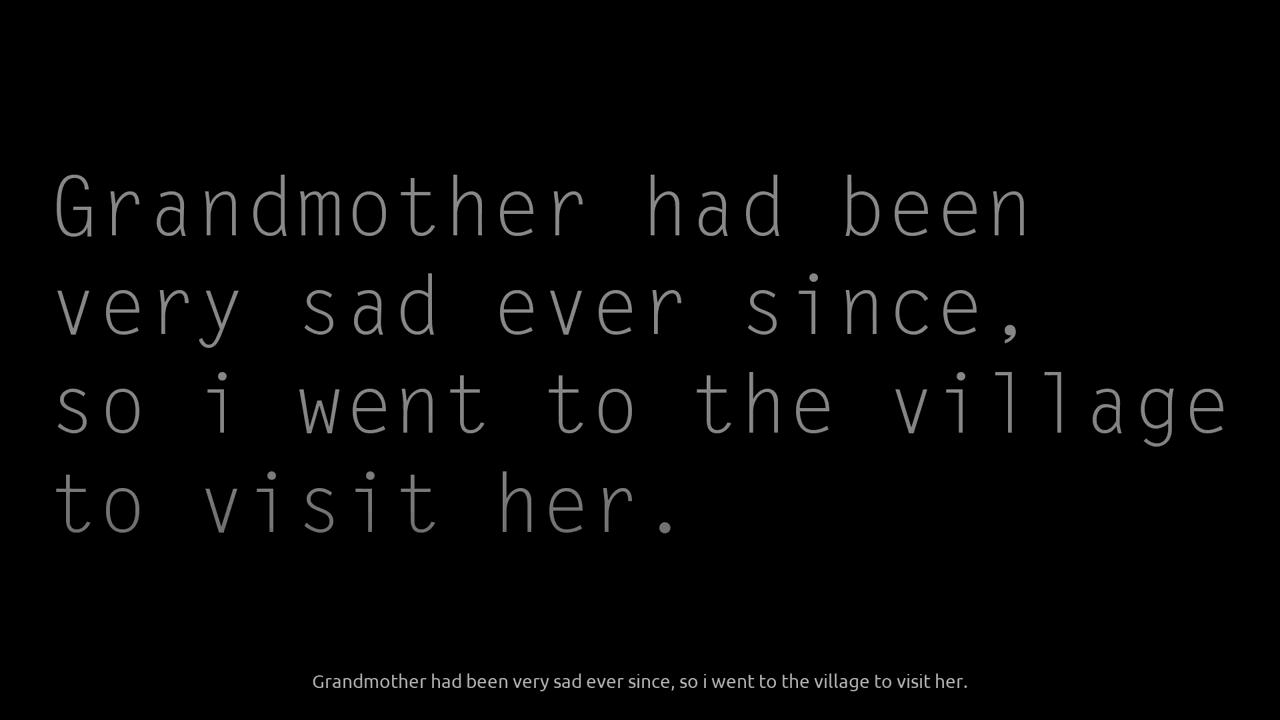 Grandmother had been
very sad ever since,
so i went to the village
to visit her.
Grandmother had been very sad ever since, so i went to the village to visit her.